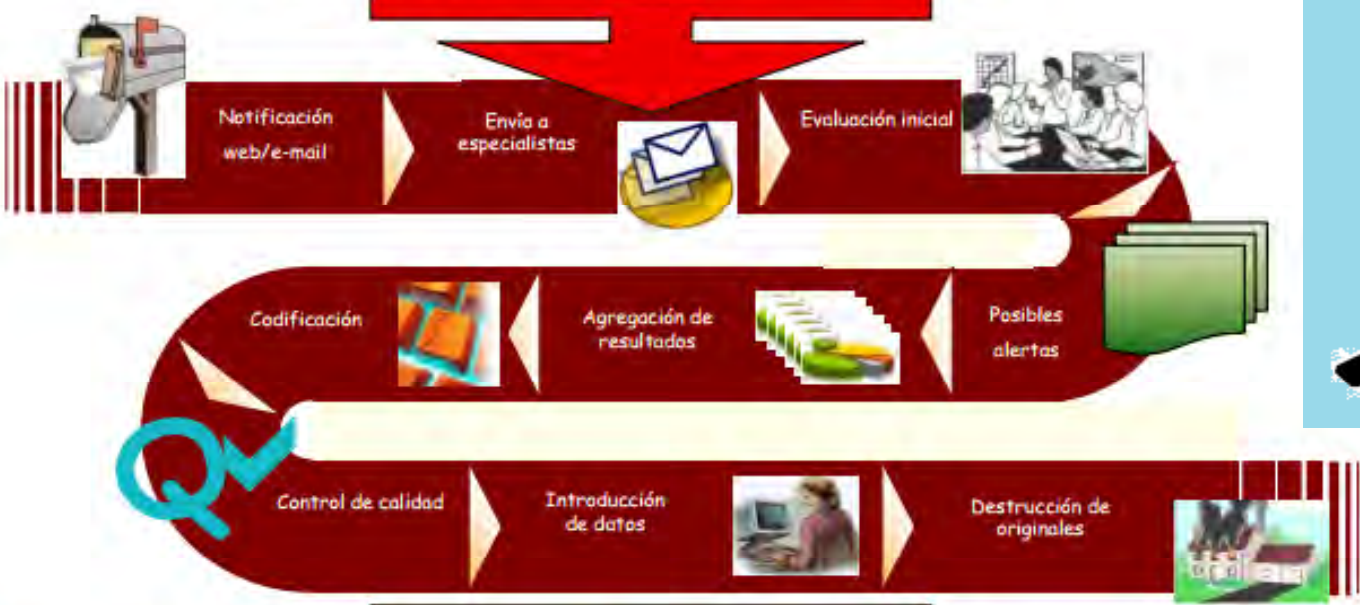 Notificación
web/e-mail
Envío a
especialistas
Evaluación inicial
Posibles
alertas
Agregación de
resultados
Codificación
Control de calidad
Introducción
de datos
Destrucción de
originales